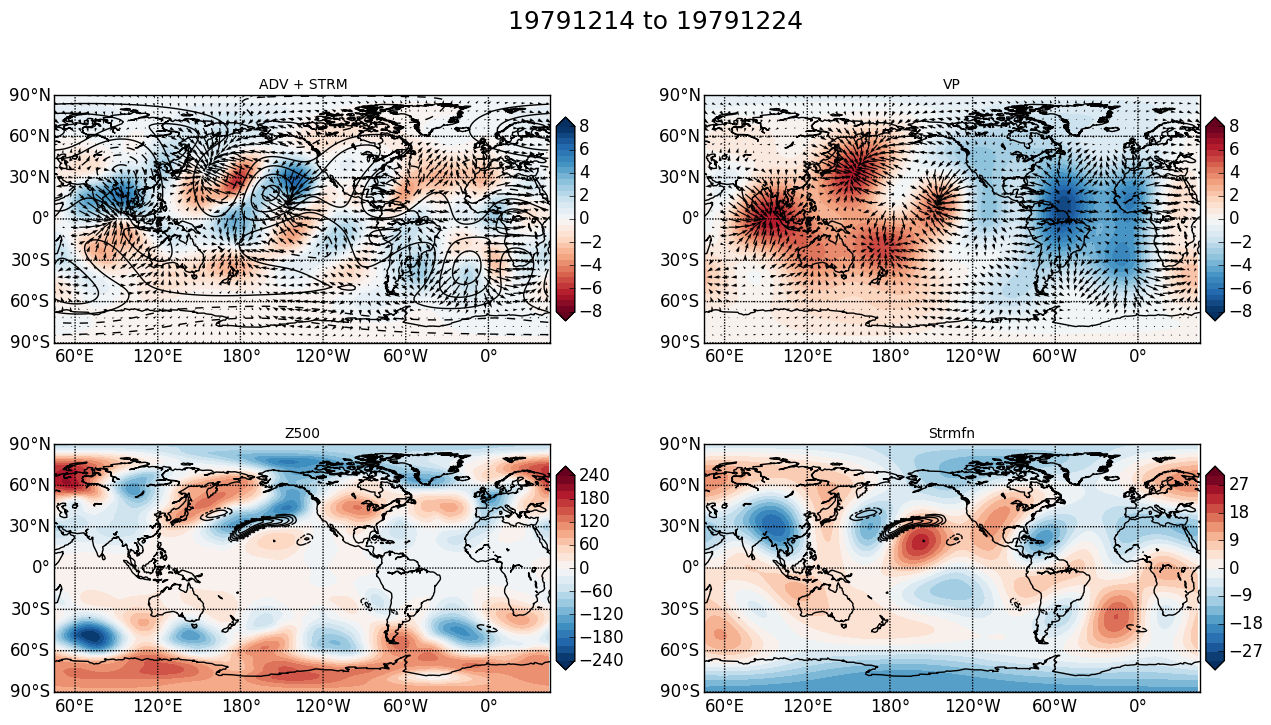 19791214 to 19791224
ADV + STRM
90°N
60°N
30°N
0°
30°S
60°S
90°S
60°E 120°E 180° 120°W 60°W 0°
8
6
4
2
0
−2
−4
−6
−8
VP
90°N
60°N
30°N
0°
30°S
60°S
90°S
60°E 120°E 180° 120°W 60°W 0°
8
6
4
2
0
−2
−4
−6
−8
Z500
90°N
60°N
30°N
0°
30°S
60°S
90°S
60°E 120°E 180° 120°W 60°W 0°
240
180
120
60
0
−60
−120
−180
−240
Strmfn
90°N
60°N
30°N
0°
30°S
60°S
90°S
60°E 120°E 180° 120°W 60°W 0°
27
18
9
0
−9
−18
−27